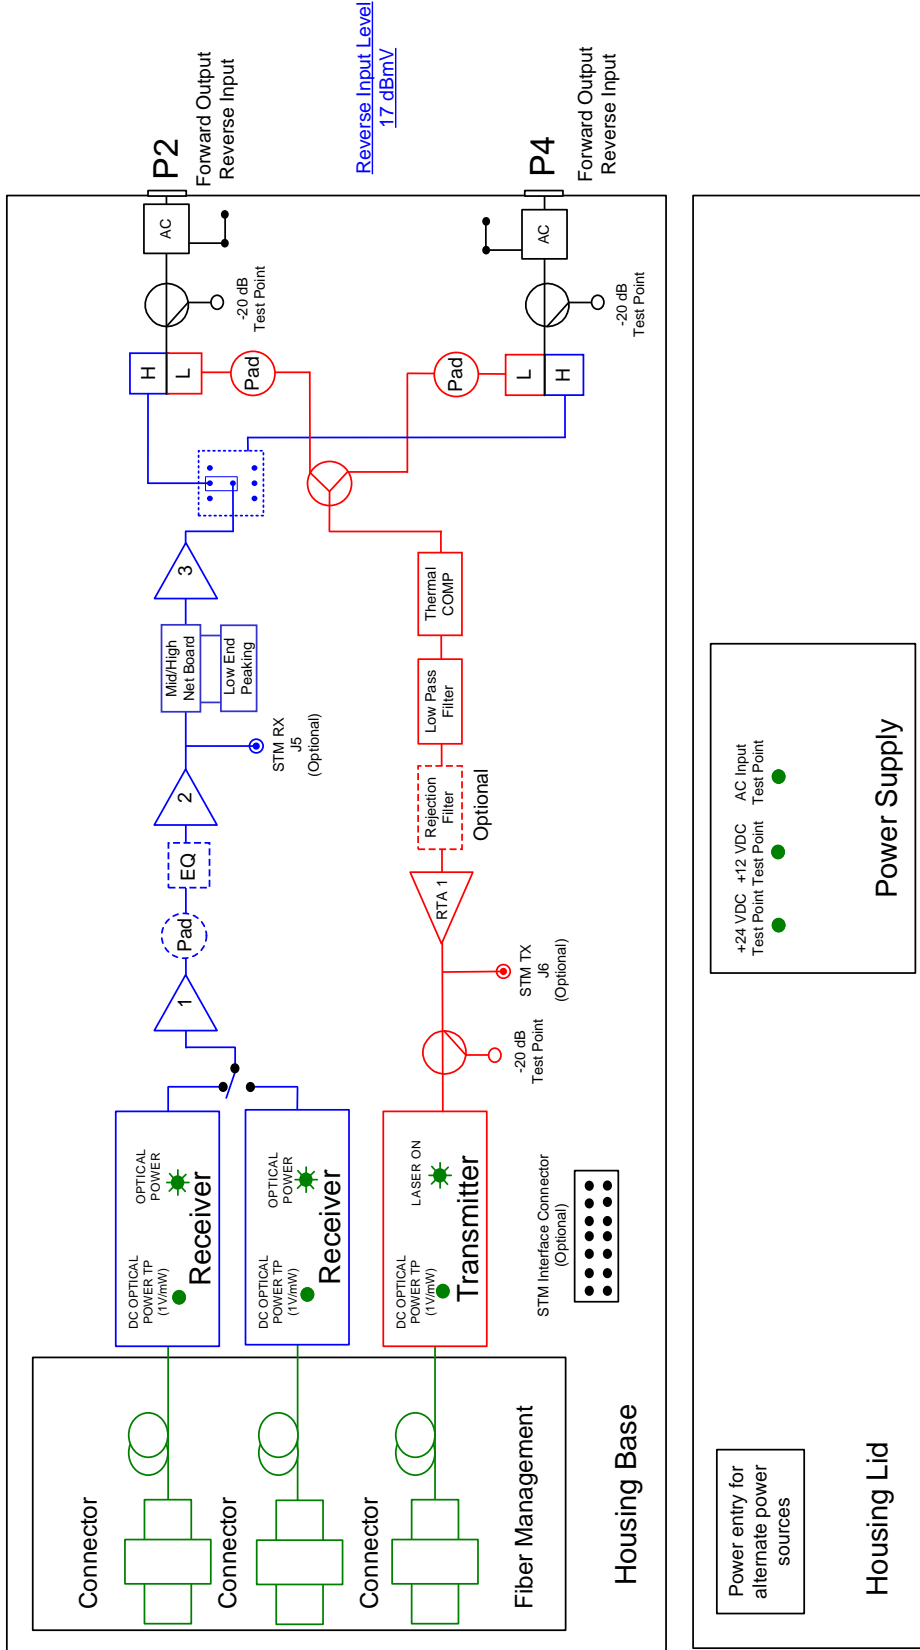 Connector
Connector
Connector
Fiber Management
Housing Base
DC OPTICAL
POWER TP
(1V/mW)
OPTICAL
POWER
Receiver
DC OPTICAL
POWER TP
(1V/mW)
OPTICAL
POWER
Receiver
DC OPTICAL
POWER TP
(1V/mW)
LASER ON
Transmitter
STM Interface Connector
(Optional)
1
Pad
EQ
2
STM RX
J5
(Optional)
Mid/High
Net Board
Low End
Peaking
3
H
L
Pad
-20 dB
Test Point
AC
P2
Forward Output
Reverse Input
Reverse Input Level
17 dBmV
Pad
L
H
-20 dB
Test Point
AC
P4
Forward Output
Reverse Input
Thermal
COMP
Low Pass
Filter
Rejection
Filter
Optional
RTA 1
STM TX
J6
(Optional)
-20 dB
Test Point
Power entry for
alternate power
sources
Housing Lid
+24 VDC
Test Point
+12 VDC
Test Point
AC Input
Test Point
Power Supply